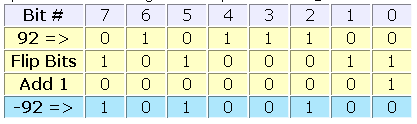 Bit # 7 6 5 4 3 2 1 0
92 => 0 1 0 1 1 1 0 0
Flip Bits 1 0 1 0 0 0 1 1
Add 1 0 0 0 0 0 0 0 1
-92 => 1 0 1 0 0 1 0 0